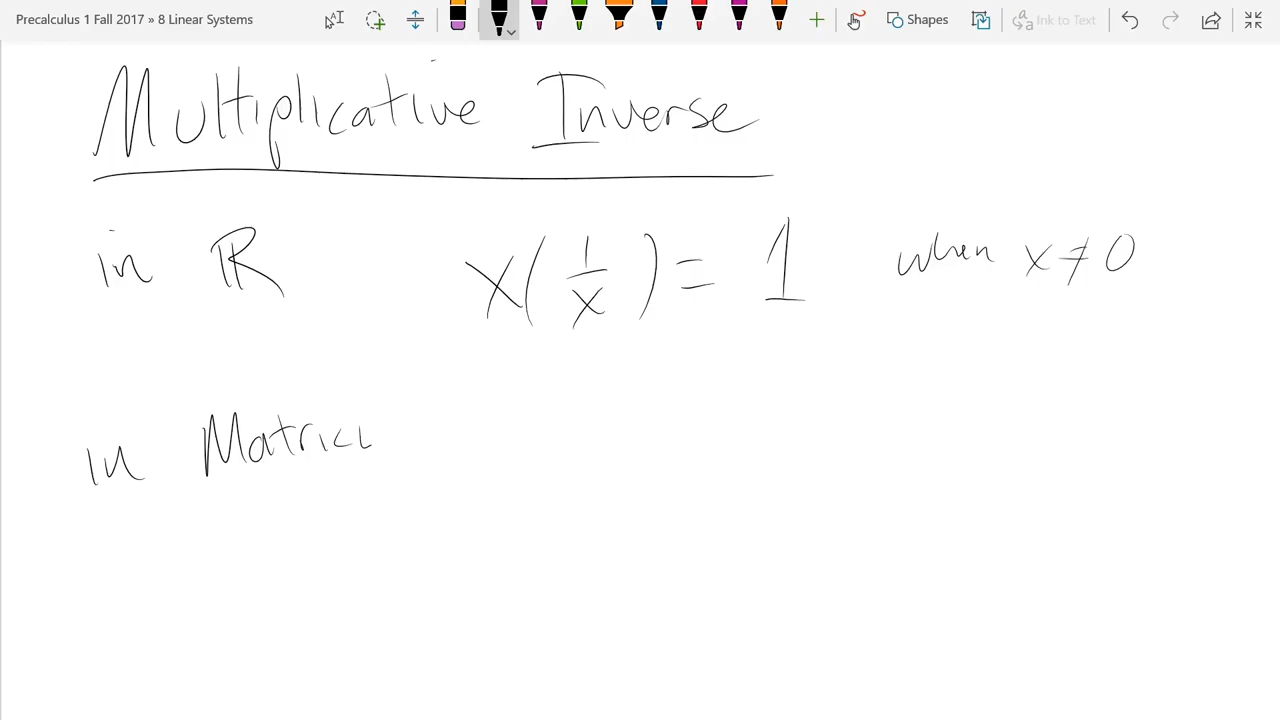 Precalculus 1 Fall 2017 » 8 Linear Systems
Shapes
Ink to Text
Multiplicative Inverse
in ℝ x(1/x) = 1 when x ≠ 0
in Matric